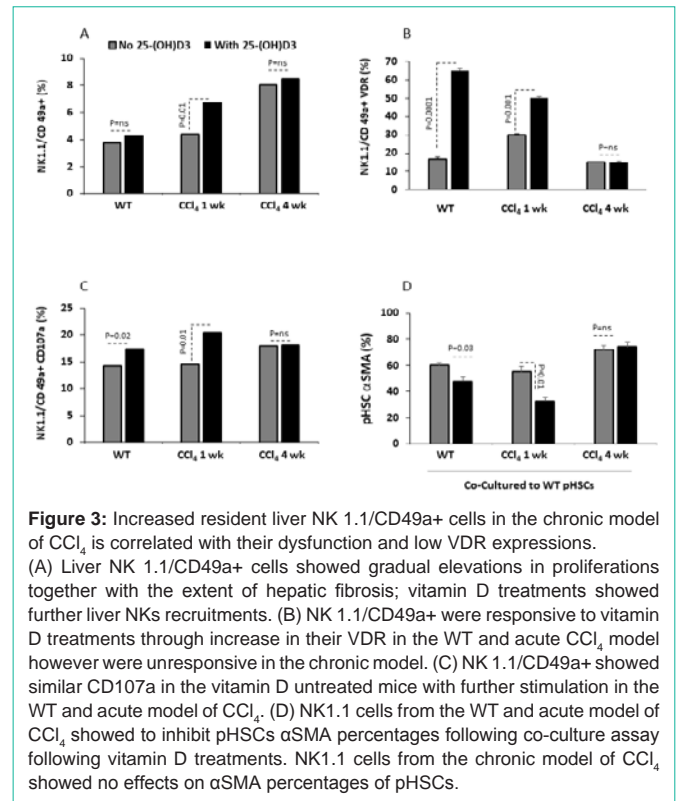 A
No 25-(OH)D3 With 25-(OH)D3
NK1.1/CD 49a+ (%)
10
8
6
4
2
0
P=ns
P=0.01
P=ns
WT
CCl4 1 wk
CCl4 4 wk
B
NK1.1/CD 49a+ VDR (%)
70
60
50
40
30
20
10
0
P=0.0001
P=0.001
P=ns
WT
CCl4 1 wk
CCl4 4 wk
C
NK1.1/CD 49a+ CD107a (%)
25
20
15
10
5
0
P=0.02
P=0.01
P=ns
WT
CCl4 1 wk
CCl4 4 wk
D
pHSC α SMA (%)
100
80
60
40
20
0
P=0.03
P=0.01
P=ns
WT
CCl4 1 wk
CCl4 4 wk
Co-Cultured to WT pHSCs
Figure 3: Increased resident liver NK 1.1/CD49a+ cells in the chronic model
of CCl4 is correlated with their dysfunction and low VDR expressions.
(A) Liver NK 1.1/CD49a+ cells showed gradual elevations in proliferations
together with the extent of hepatic fibrosis; vitamin D treatments showed
further liver NKs recruitments. (B) NK 1.1/CD49a+ were responsive to vitamin
D treatments through increase in their VDR in the WT and acute CCl4 model
however were unresponsive in the chronic model. (C) NK 1.1/CD49a+ showed
similar CD107a in the vitamin D untreated mice with further stimulation in the
WT and acute model of CCl4. (D) NK1.1 cells from the WT and acute model of
CCl4 showed to inhibit pHSCs αSMA percentages following co-culture assay
following vitamin D treatments. NK1.1 cells from the chronic model of CCl4
showed no effects on αSMA percentages of pHSCs.